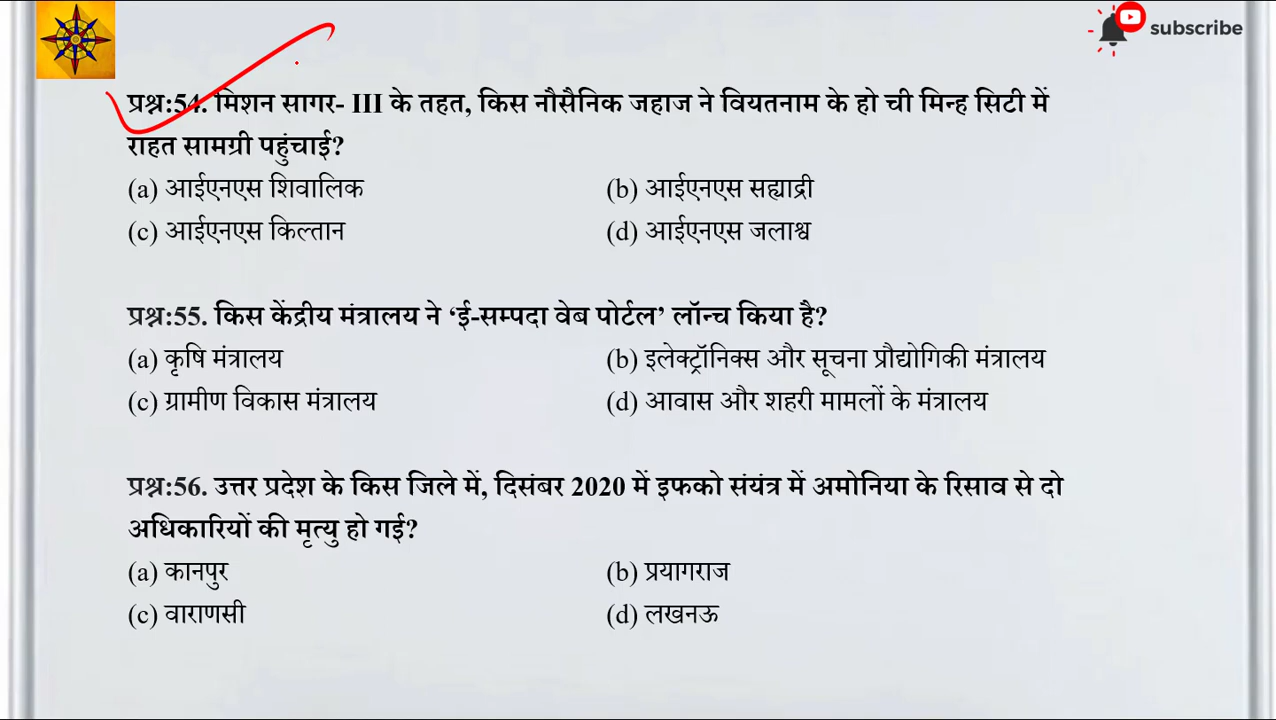 subscribe
प्रश्न:54. मिशन सागर- III के तहत, किस नौसैनिक जहाज ने वियतनाम के हो ची मिन्ह सिटी में
राहत सामग्री पहुंचाई?
(a) आईएनएस शिवालिक (b) आईएनएस सह्याद्री
(c) आईएनएस किल्तान (d) आईएनएस जलाश्व
प्रश्न:55. किस केंद्रीय मंत्रालय ने ‘ई-सम्पदा वेब पोर्टल’ लॉन्च किया है?
(a) कृषि मंत्रालय (b) इलेक्ट्रॉनिक्स और सूचना प्रौद्योगिकी मंत्रालय
(c) ग्रामीण विकास मंत्रालय (d) आवास और शहरी मामलों के मंत्रालय
प्रश्न:56. उत्तर प्रदेश के किस जिले में, दिसंबर 2020 में इफको संयंत्र में अमोनिया के रिसाव से दो
अधिकारियों की मृत्यु हो गई?
(a) कानपुर (b) प्रयागराज
(c) वाराणसी (d) लखनऊ